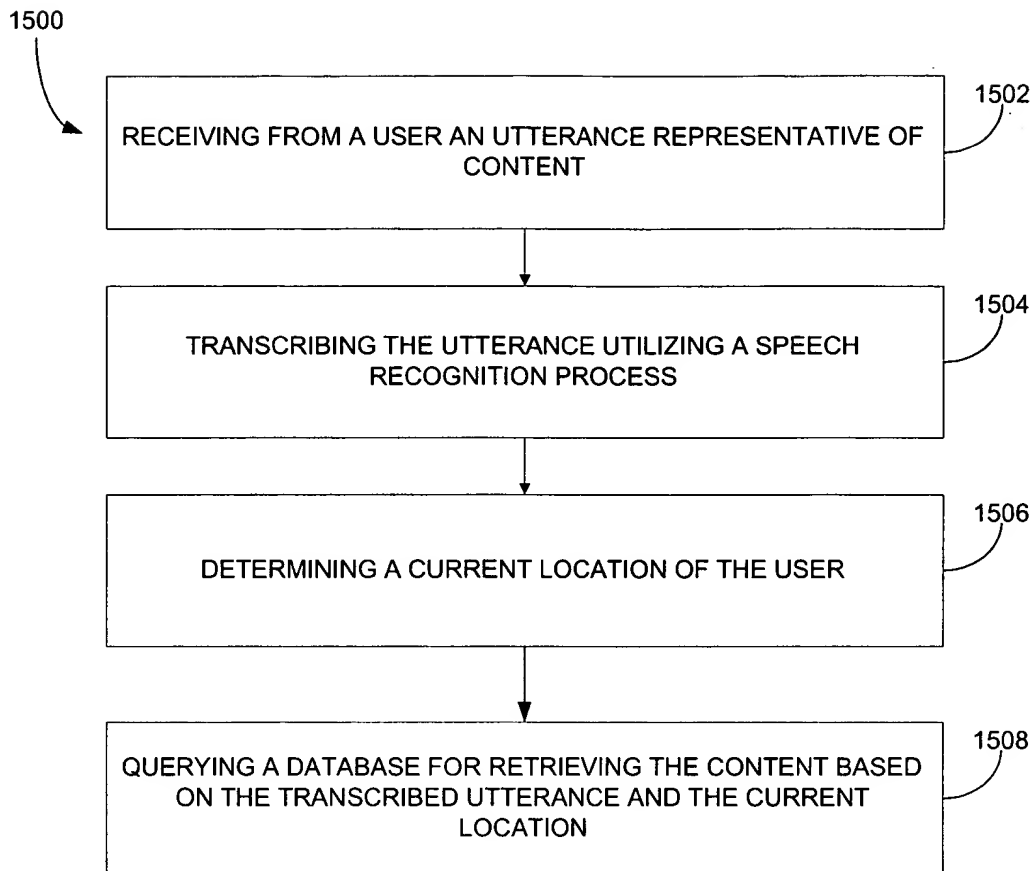 1500
1502
RECEIVING FROM A USER AN UTTERANCE REPRESENTATIVE OF
CONTENT
1504
TRANSCRIBING THE UTTERANCE UTILIZING A SPEECH
RECOGNITION PROCESS
1506
DETERMINING A CURRENT LOCATION OF THE USER
1508
QUERYING A DATABASE FOR RETRIEVING THE CONTENT BASED
ON THE TRANSCRIBED UTTERANCE AND THE CURRENT
LOCATION